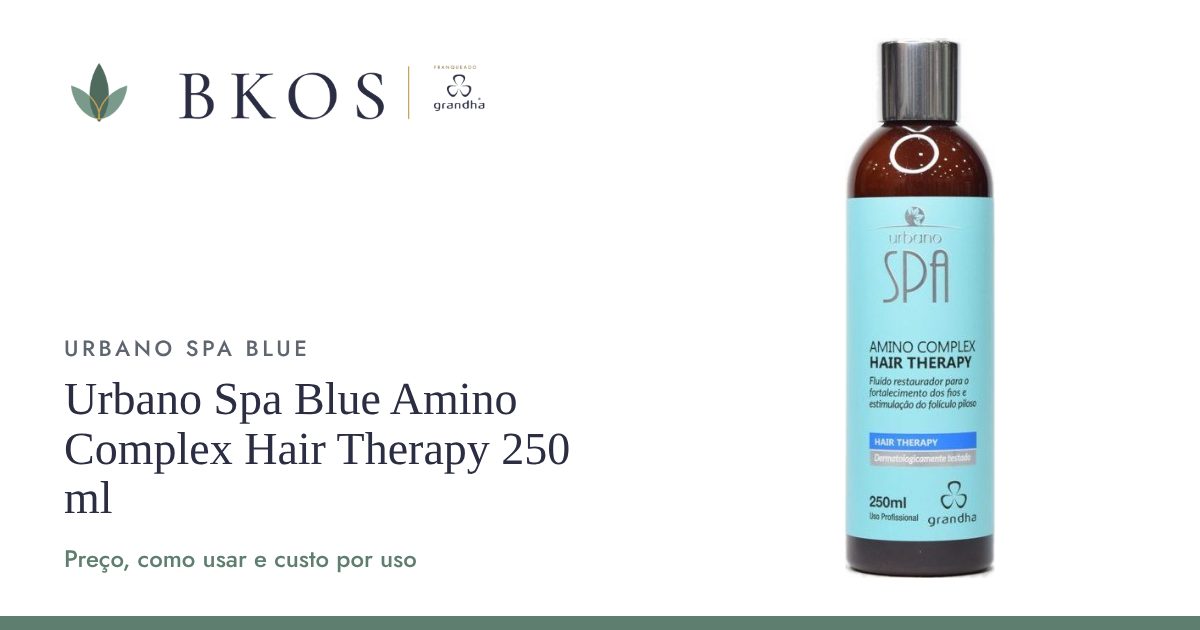 BKOS
FRANQUEADO
grandha
URBANO SPA BLUE
Urbano Spa Blue Amino
Complex Hair Therapy 250
ml
Preço, como usar e custo por uso
urbano
SPA
AMINO COMPLEX
HAIR THERAPY
Fluído restaurador para o
fortalecimento dos fios e
estimulação do folículo piloso
HAIR THERAPY
Dermatologicamente testado
250ml
Uso Profissional
grandha